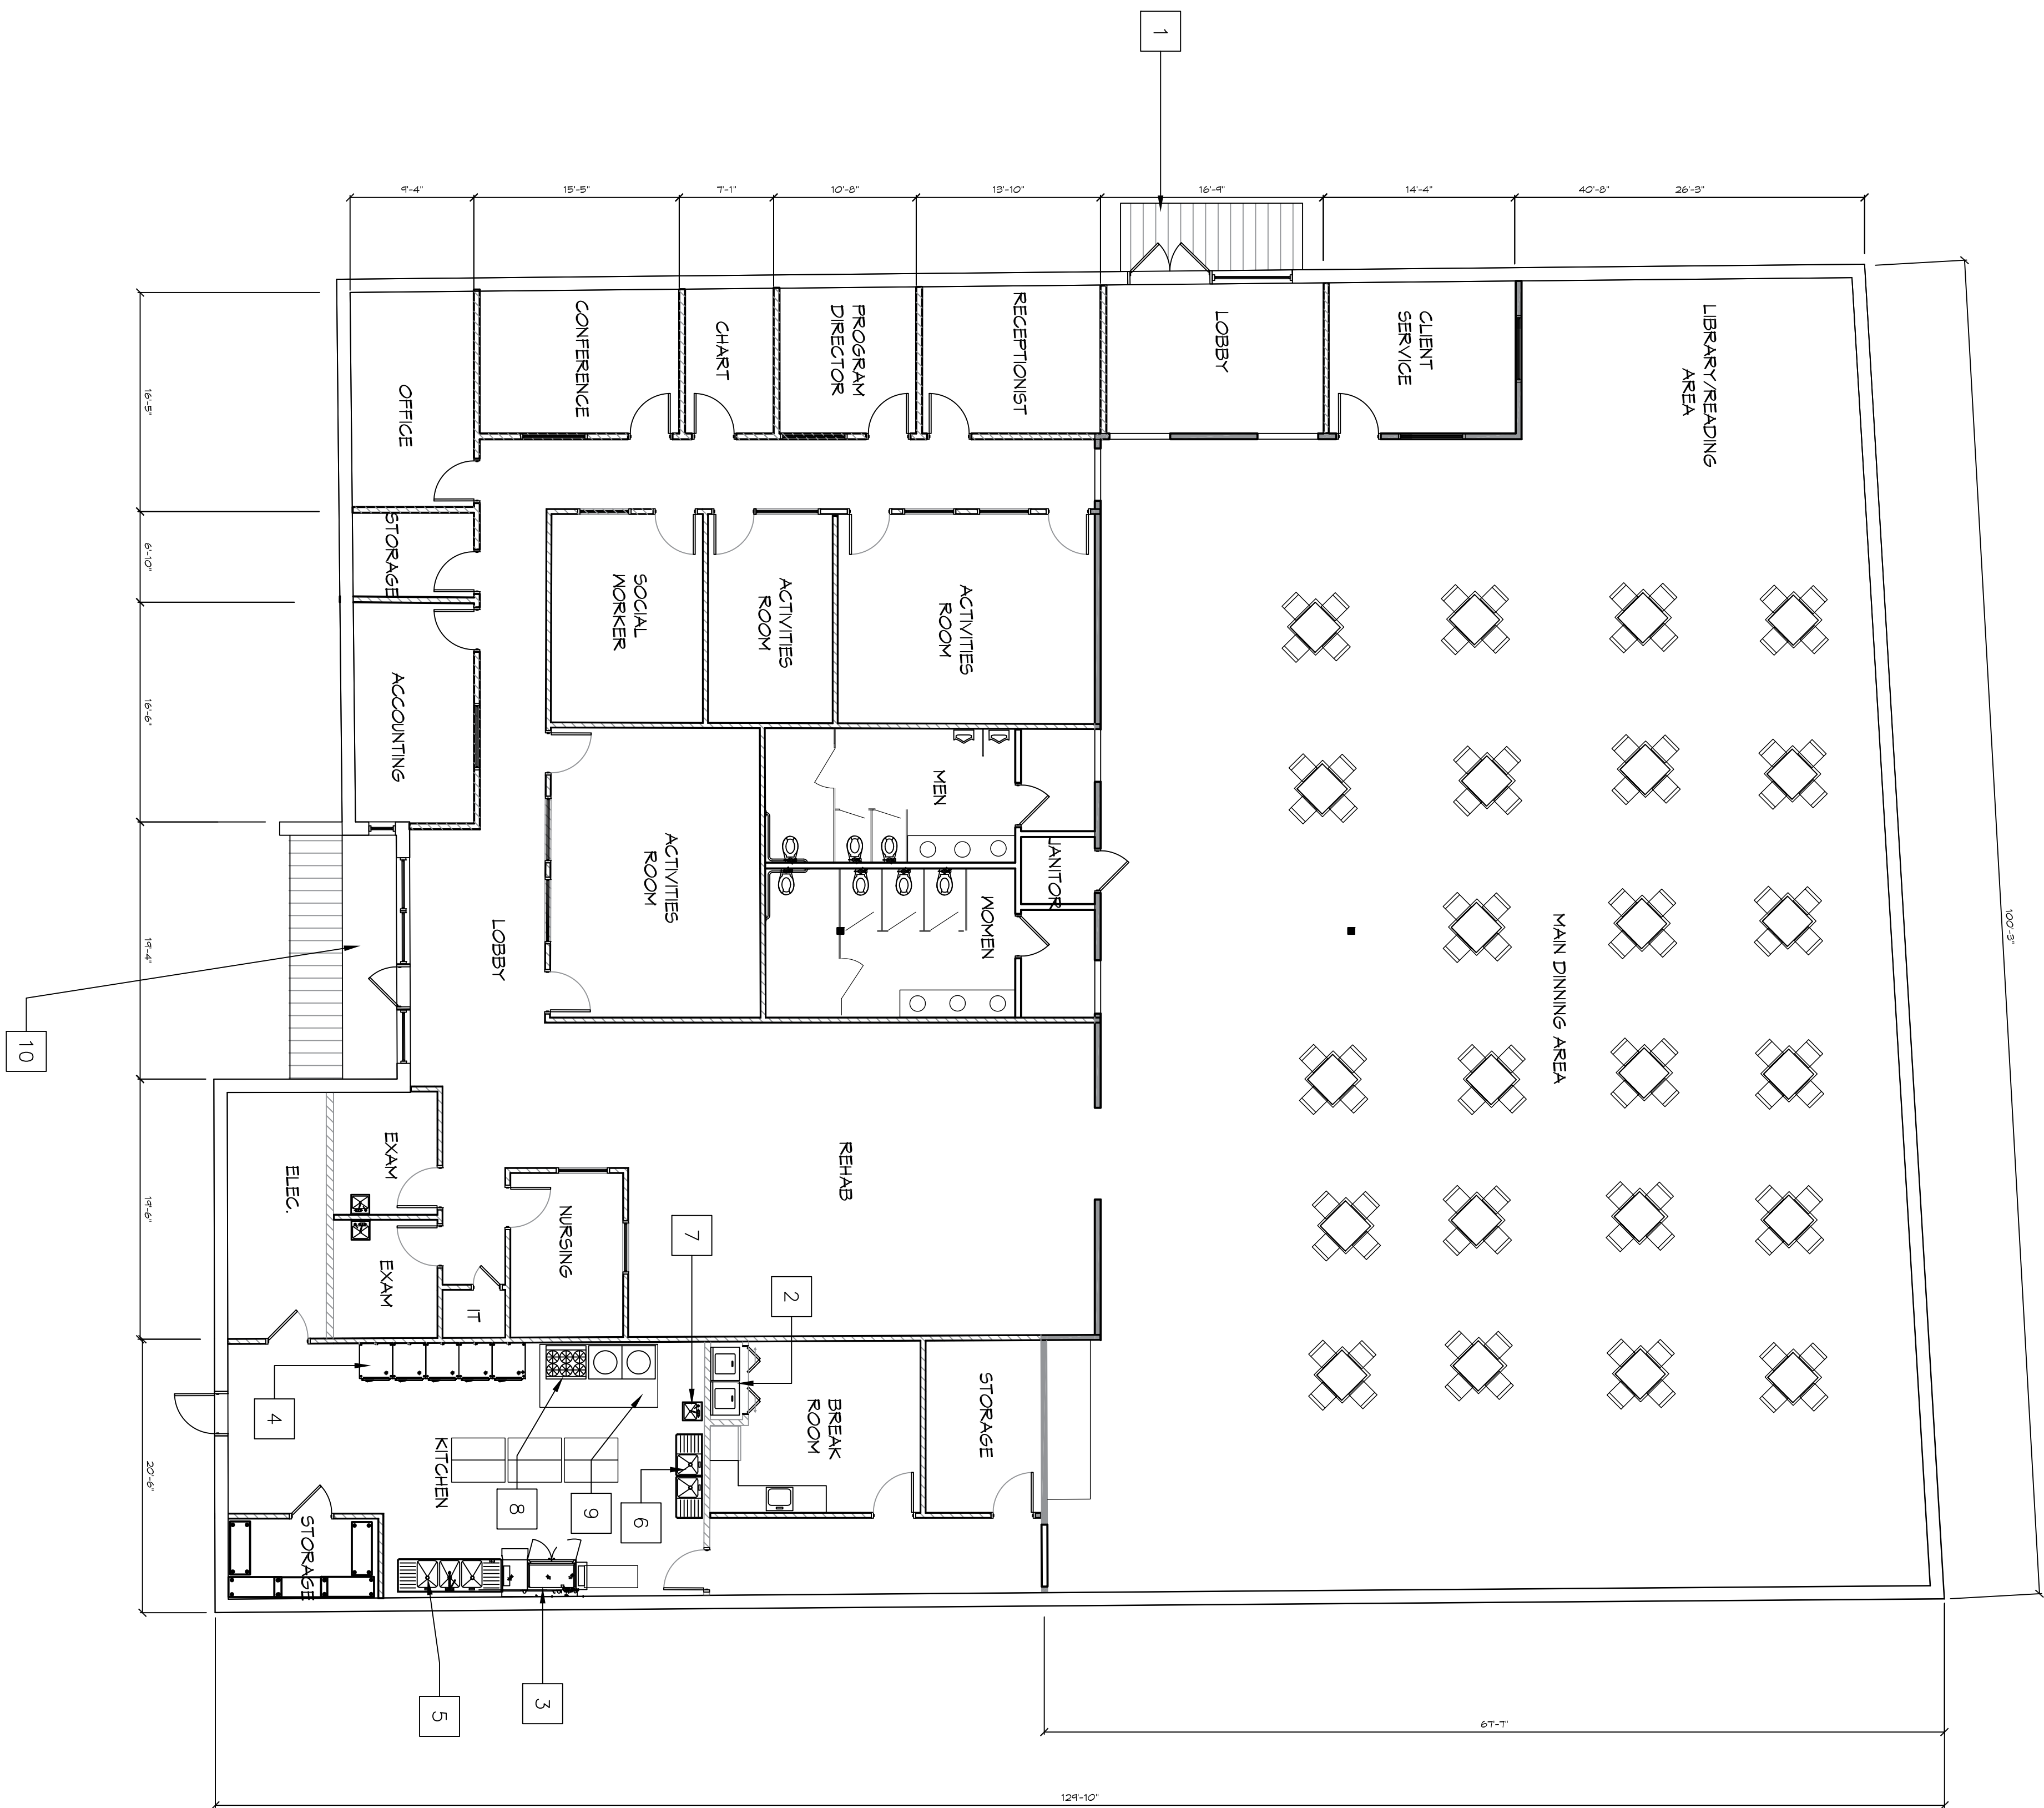 1
9'-4"
15'-5"
7'-1"
10'-8"
13'-10"
16'-9"
14'-4"
40'-8"
26'-3"
LIBRARY/READING
AREA
CLIENT
SERVICE
LOBBY
RECEPTIONIST
PROGRAM
DIRECTOR
CHART
CONFERENCE
OFFICE
16'-5"
STORAGE
6'-10"
SOCIAL
WORKER
ACTIVITIES
ROOM
ACTIVITIES
ROOM
ACCOUNTING
16'-6"
MEN
JANITOR
ACTIVITIES
ROOM
WOMEN
LOBBY
MAIN DINNING AREA
100'-3"
19'-4"
10
EXAM
ELEC.
REHAB
NURSING
19'-6"
7
EXAM
IT
2
STORAGE
BREAK
ROOM
4
KITCHEN
8
9
6
20'-6"
STORAGE
5
3
67'-7"
129'-10"